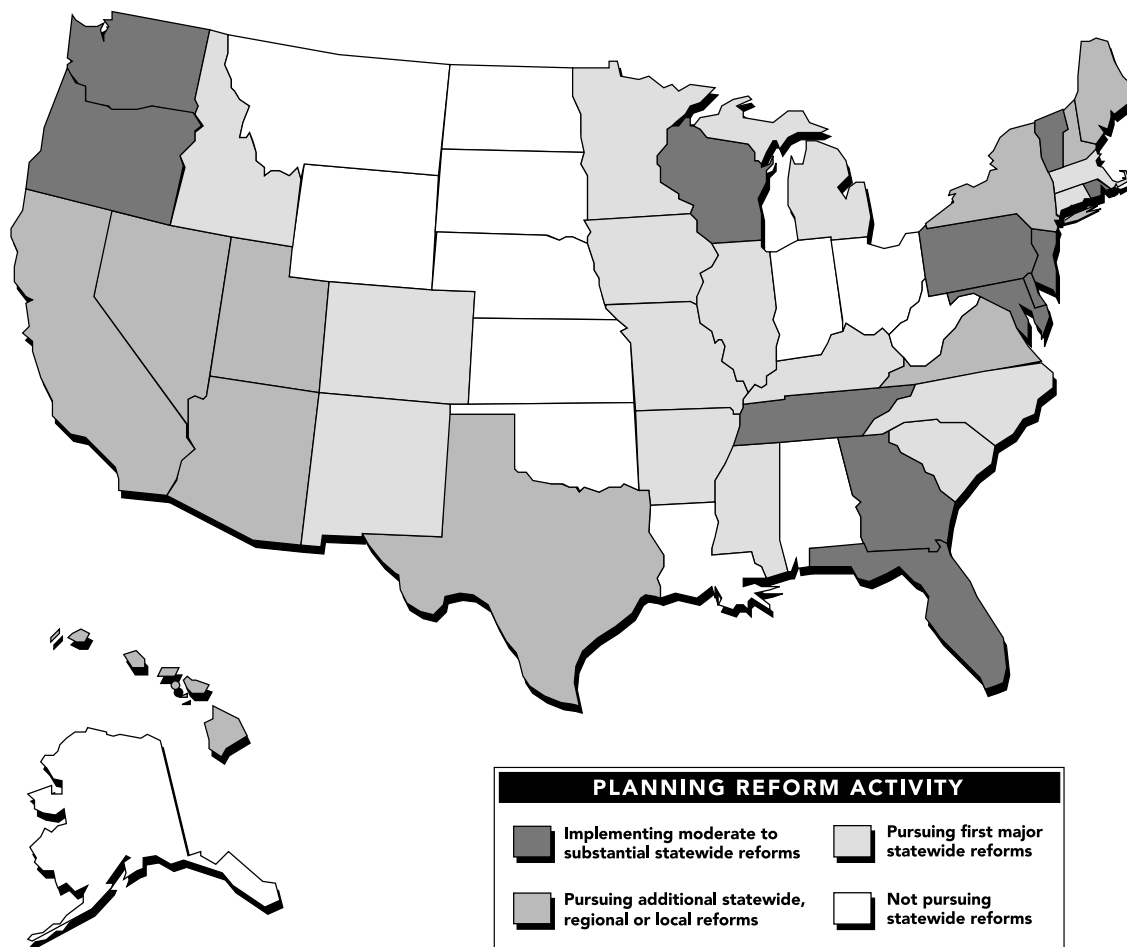 PLANNING REFORM ACTIVITY
Implementing moderate to
substantial statewide reforms
Pursuing first major
statewide reforms
Pursuing additional statewide,
regional or local reforms
Not pursuing
statewide reforms